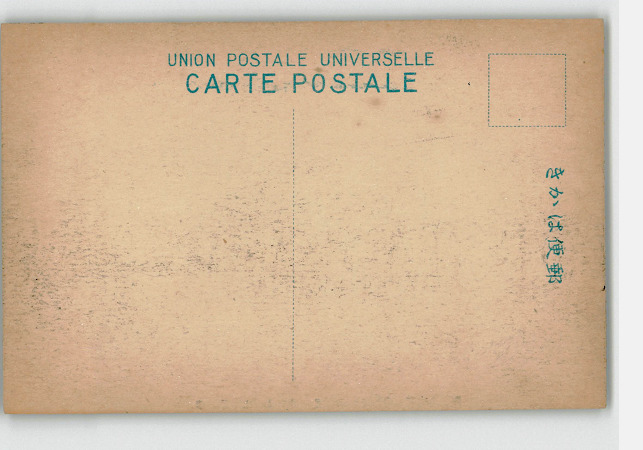 UNION POSTALE UNIVERSELLE
CARTE POSTALE
きかは便郵